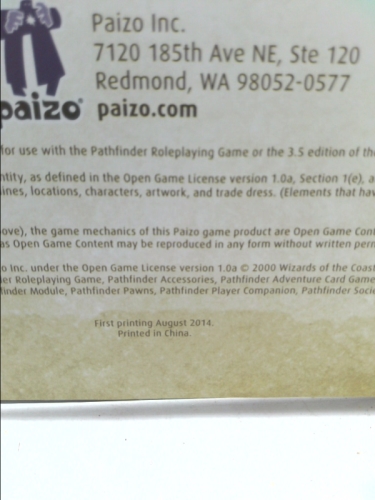 Paizo Inc.
7120 185th Ave NE, Ste 120
Redmond, WA 98052-0577
paizo® paizo.com
for use with the Pathfinder Roleplaying Game or the 3.5 edition of the
ntity, as defined in the Open Game License version 1.0a, Section 1(e), a
ines, locations, characters, artwork, and trade dress. (Elements that hav
ove), the game mechanics of this Paizo game product are Open Game Cont
as Open Game Content may be reproduced in any form without written perm
o Inc. under the Open Game License version 1.0a © 2000 Wizards of the Coast
er Roleplaying Game, Pathfinder Accessories, Pathfinder Adventure Card Game
finder Module, Pathfinder Pawns, Pathfinder Player Companion, Pathfinder Socie
First printing August 2014.
Printed in China.